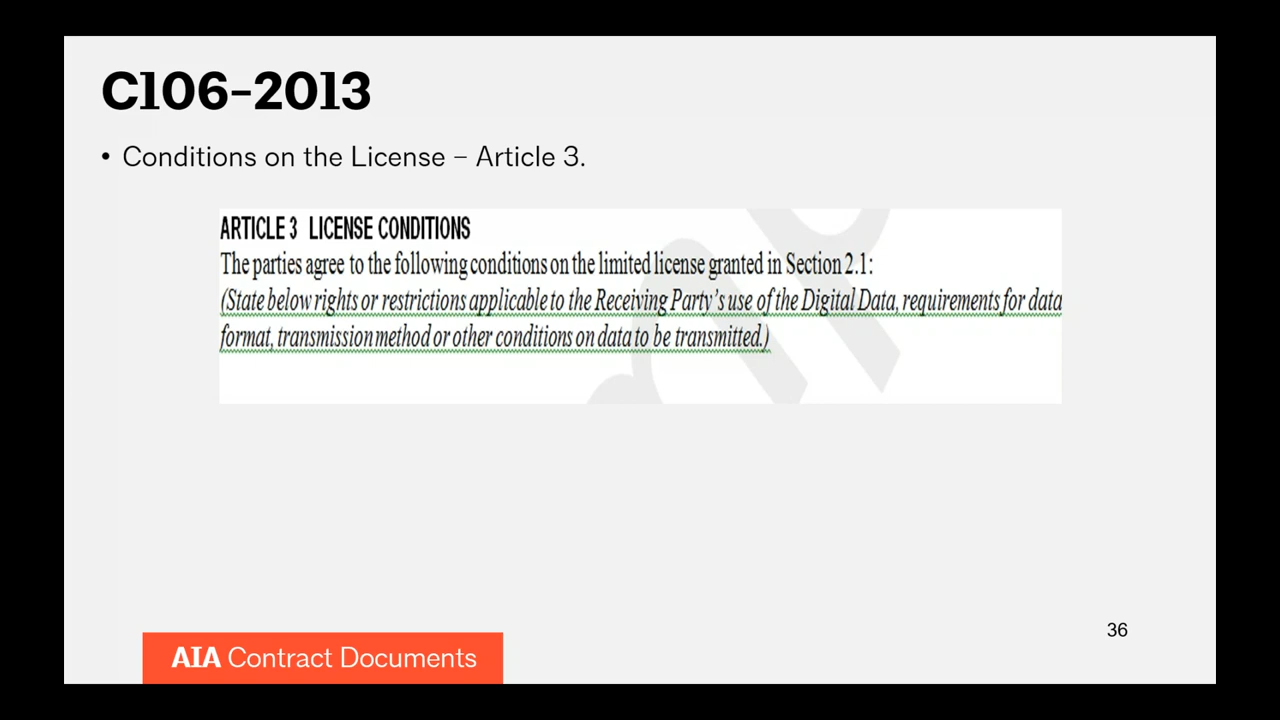 C106-2013
• Conditions on the License – Article 3.
ARTICLE 3 LICENSE CONDITIONS
The parties agree to the following conditions on the limited license granted in Section 2.1:
(State below rights or restrictions applicable to the Receiving Party's use of the Digital Data, requirements for data
format, transmission method or other conditions on data to be transmitted.)
36
AIA Contract Documents